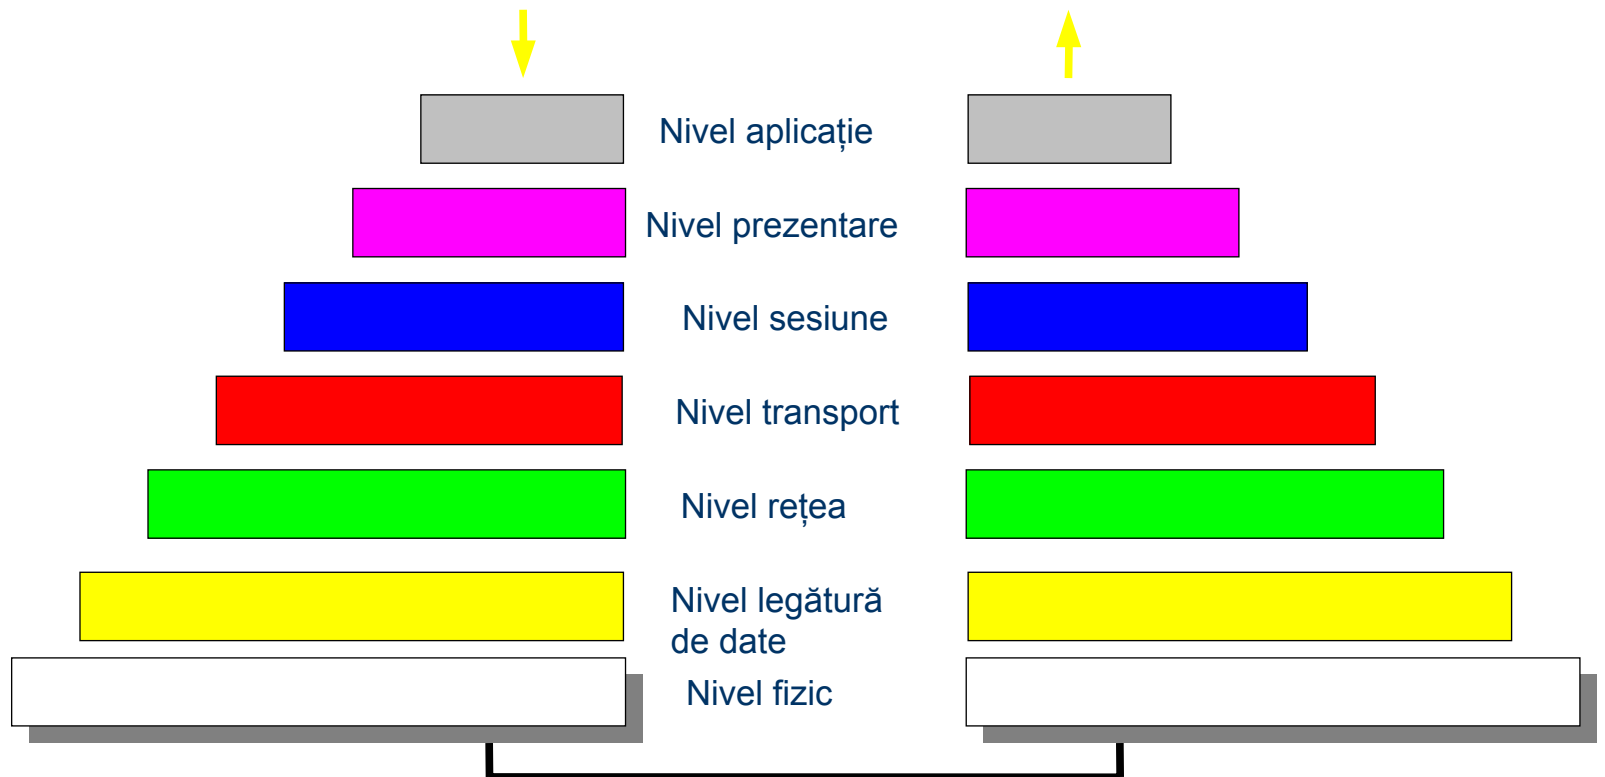 Nivel aplicație
Nivel prezentare
Nivel sesiune
Nivel transport
Nivel rețea
Nivel legătură
de date
Nivel fizic